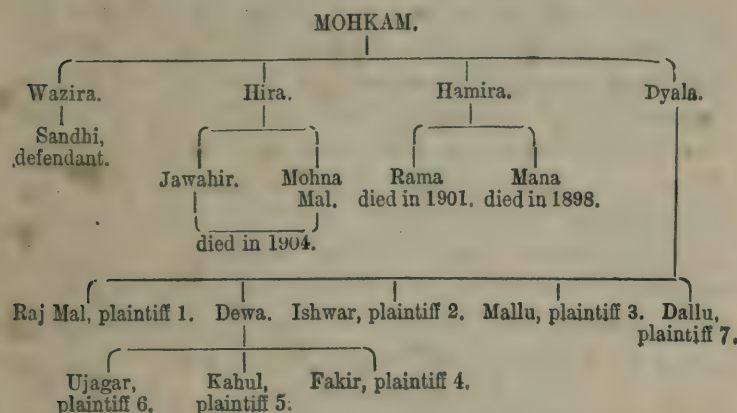 MOHKAM.
Wazira. Hira. Hamira. Dyala.
Sandhi,
defendant.
Jawahir. Mohna Rama Mana
Mal. died in 1901. died in 1898.
died in 1904.
Raj Mal, plaintiff 1. Dewa. Ishwar, plaintiff 2. Mallu, plaintiff 3. Dallu,
plaintiff 7.
Ujagar, Kahul, Fakir, plaintiff 4.
plaintiff 6. plaintiff 5.